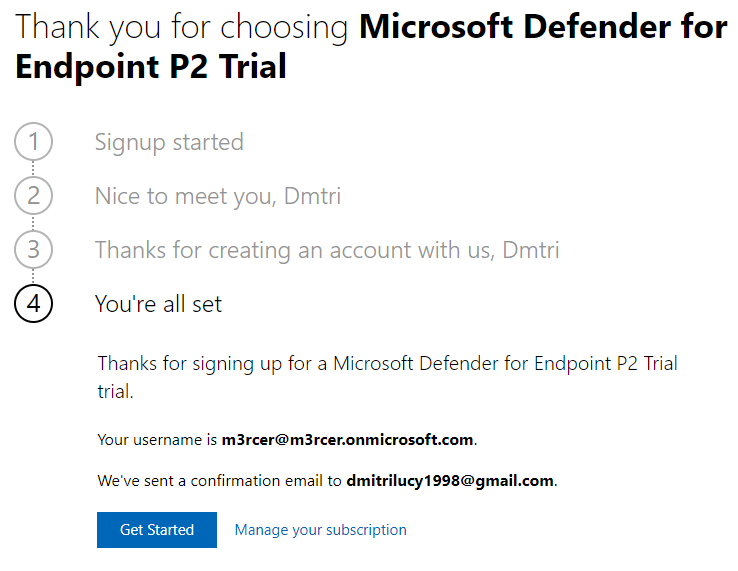 Thank you for choosing Microsoft Defender for
Endpoint P2 Trial
1 Signup started
2 Nice to meet you, Dmtri
3 Thanks for creating an account with us, Dmtri
4 You're all set
Thanks for signing up for a Microsoft Defender for Endpoint P2 Trial
trial.
Your username is m3rcer@m3rcer.onmicrosoft.com.
We've sent a confirmation email to dmitrilucy1998@gmail.com.
Get Started Manage your subscription